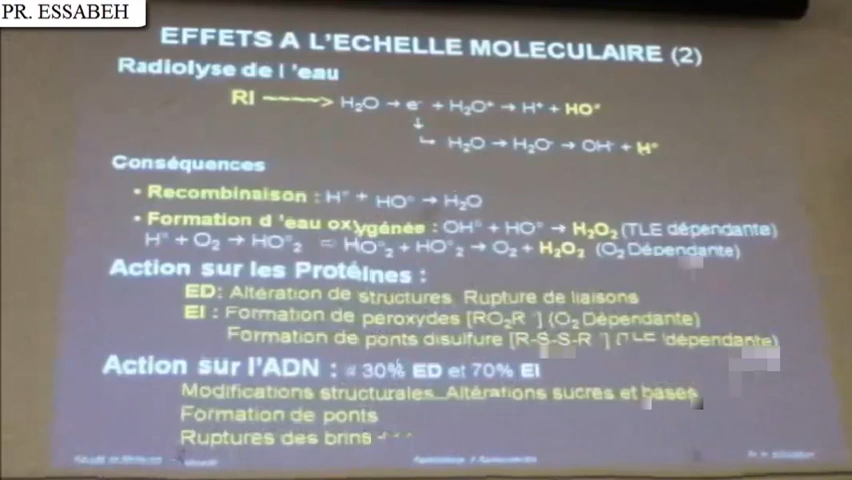 PR. ESSABEH
EFFETS A L'ECHELLE MOLECULAIRE (2)
Radiolyse de l 'eau
RI ~~~~> H₂O → e⁻ + H₂O⁺ → H⁺ + HO°
↓
H₂O → H₂O⁻ → OH⁻ + H°
Conséquences
• Recombinaison : H° + HO° → H₂O
• Formation d 'eau oxygénée : OH° + HO° → H₂O₂ (TLE dépendante)
H° + O₂ → HO°₂ = HO°₂ + HO°₂ → O₂ + H₂O₂ (O₂ Dépendante)
Action sur les Protéines :
ED: Altération de structures Rupture de liaisons
EI : Formation de peroxydes [RO₂R '] (O₂ Dépendante)
Formation de ponts disulfure [R-S-S-R '] (TLE dépendante)
Action sur l'ADN : ≈ 30% ED et 70% EI
Modifications structurales Altérations sucres et bases
Formation de ponts
Ruptures des brins